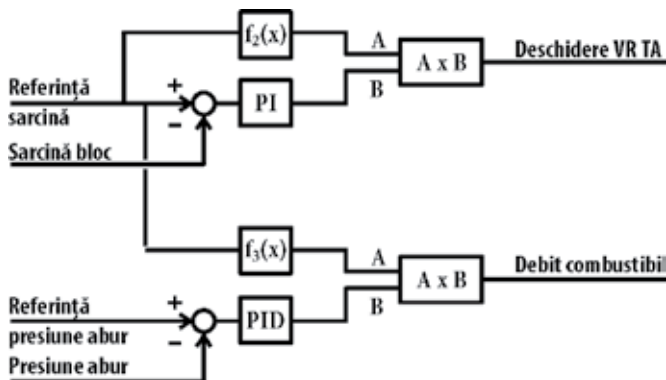 f₂(x)
A
A x B
Deschidere VR TA
Referință
sarcină
+
−
PI
B
Sarcină bloc
f₃(x)
A
A x B
Debit combustibil
Referință
presiune abur
+
−
PID
B
Presiune abur